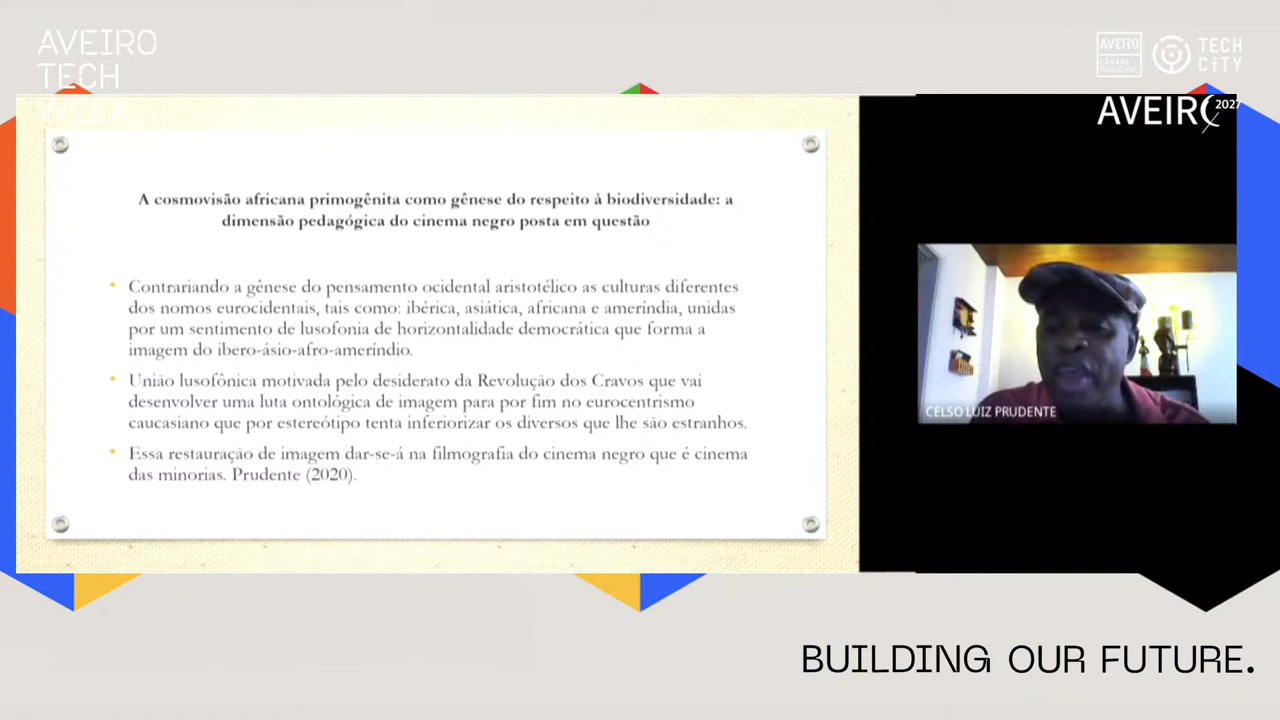 AVEIRO
TECH
WEEK
AVEIRO
CÂMARA
MUNICIPAL
TECH
CiTY
AVEIRO 2027
A cosmovisão africana primogênita como gênese do respeito à biodiversidade: a
dimensão pedagógica do cinema negro posta em questão
• Contrariando a gênese do pensamento ocidental aristotélico as culturas diferentes
dos nomos eurocidentais, tais como: ibérica, asiática, africana e ameríndia, unidas
por um sentimento de lusofonia de horizontalidade democrática que forma a
imagem do ibero-ásio-afro-ameríndio.
• União lusofônica motivada pelo desiderato da Revolução dos Cravos que vai
desenvolver uma luta ontológica de imagem para por fim no eurocentrismo
caucasiano que por estereótipo tenta inferiorizar os diversos que lhe são estranhos.
• Essa restauração de imagem dar-se-á na filmografia do cinema negro que é cinema
das minorias. Prudente (2020).
CELSO LUIZ PRUDENTE
BUILDING OUR FUTURE.